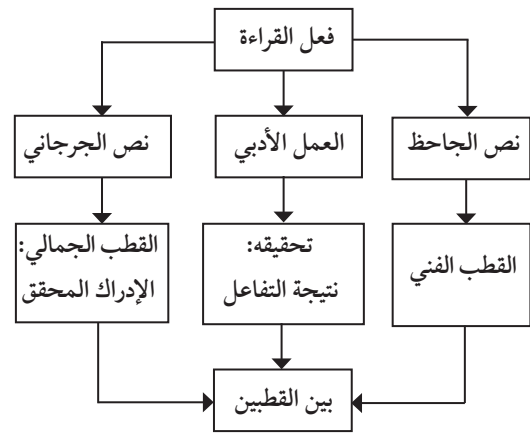 فعل القراءة
نص الجاحظ
العمل الأدبي
نص الجرجاني
القطب الفني
تحقيقه:
نتيجة التفاعل
القطب الجمالي:
الإدراك المحقق
بين القطبين